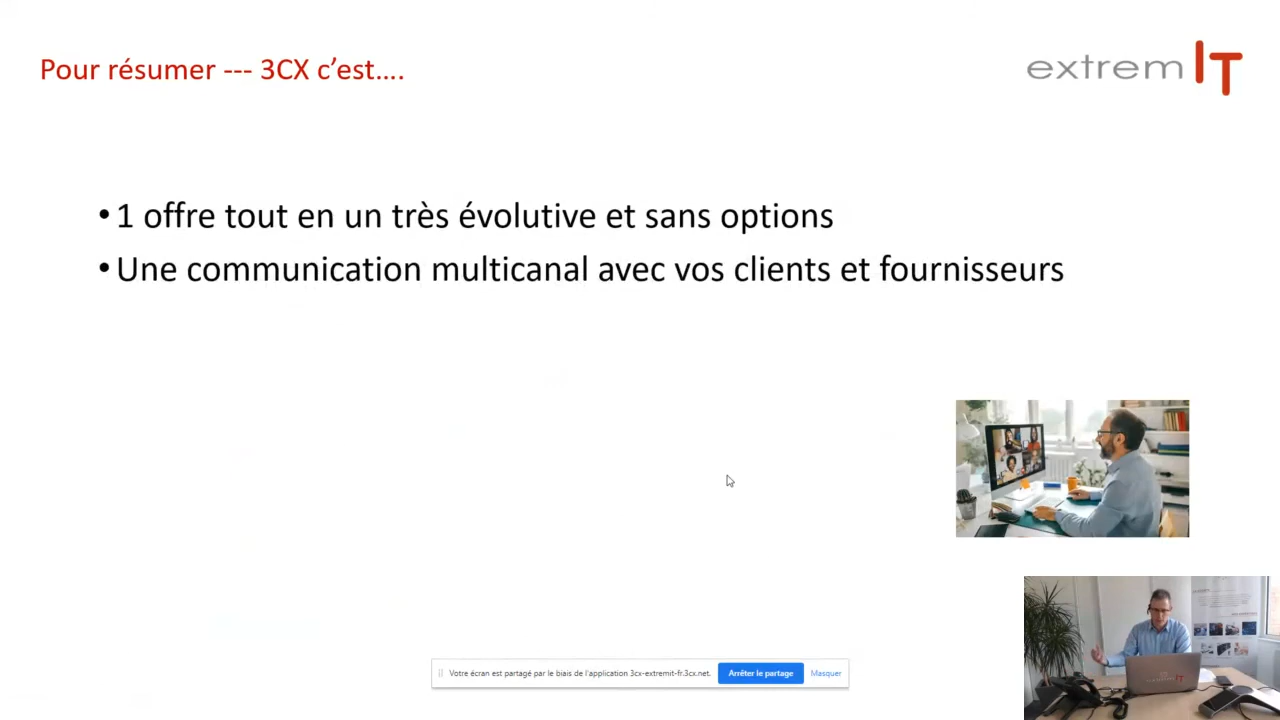 Pour résumer --- 3CX c’est….
extrem IT
• 1 offre tout en un très évolutive et sans options
• Une communication multicanal avec vos clients et fournisseurs
Votre écran est partagé par le biais de l'application 3cx-extremit-fr.3cx.net.
Arrêter le partage
Masquer